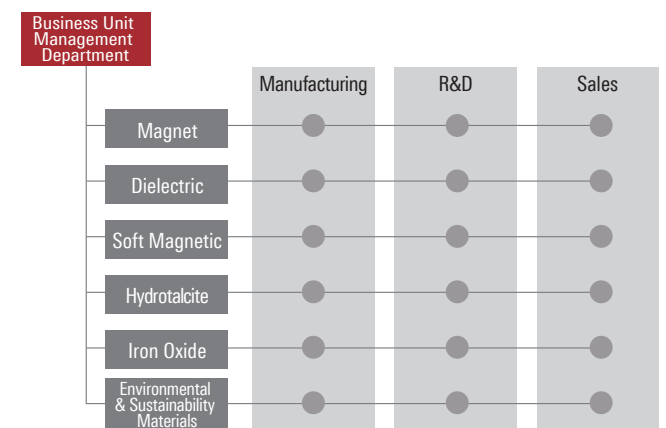 Business Unit
Management
Department
Manufacturing R&D Sales
Magnet
Dielectric
Soft Magnetic
Hydrotalcite
Iron Oxide
Environmental
& Sustainability
Materials